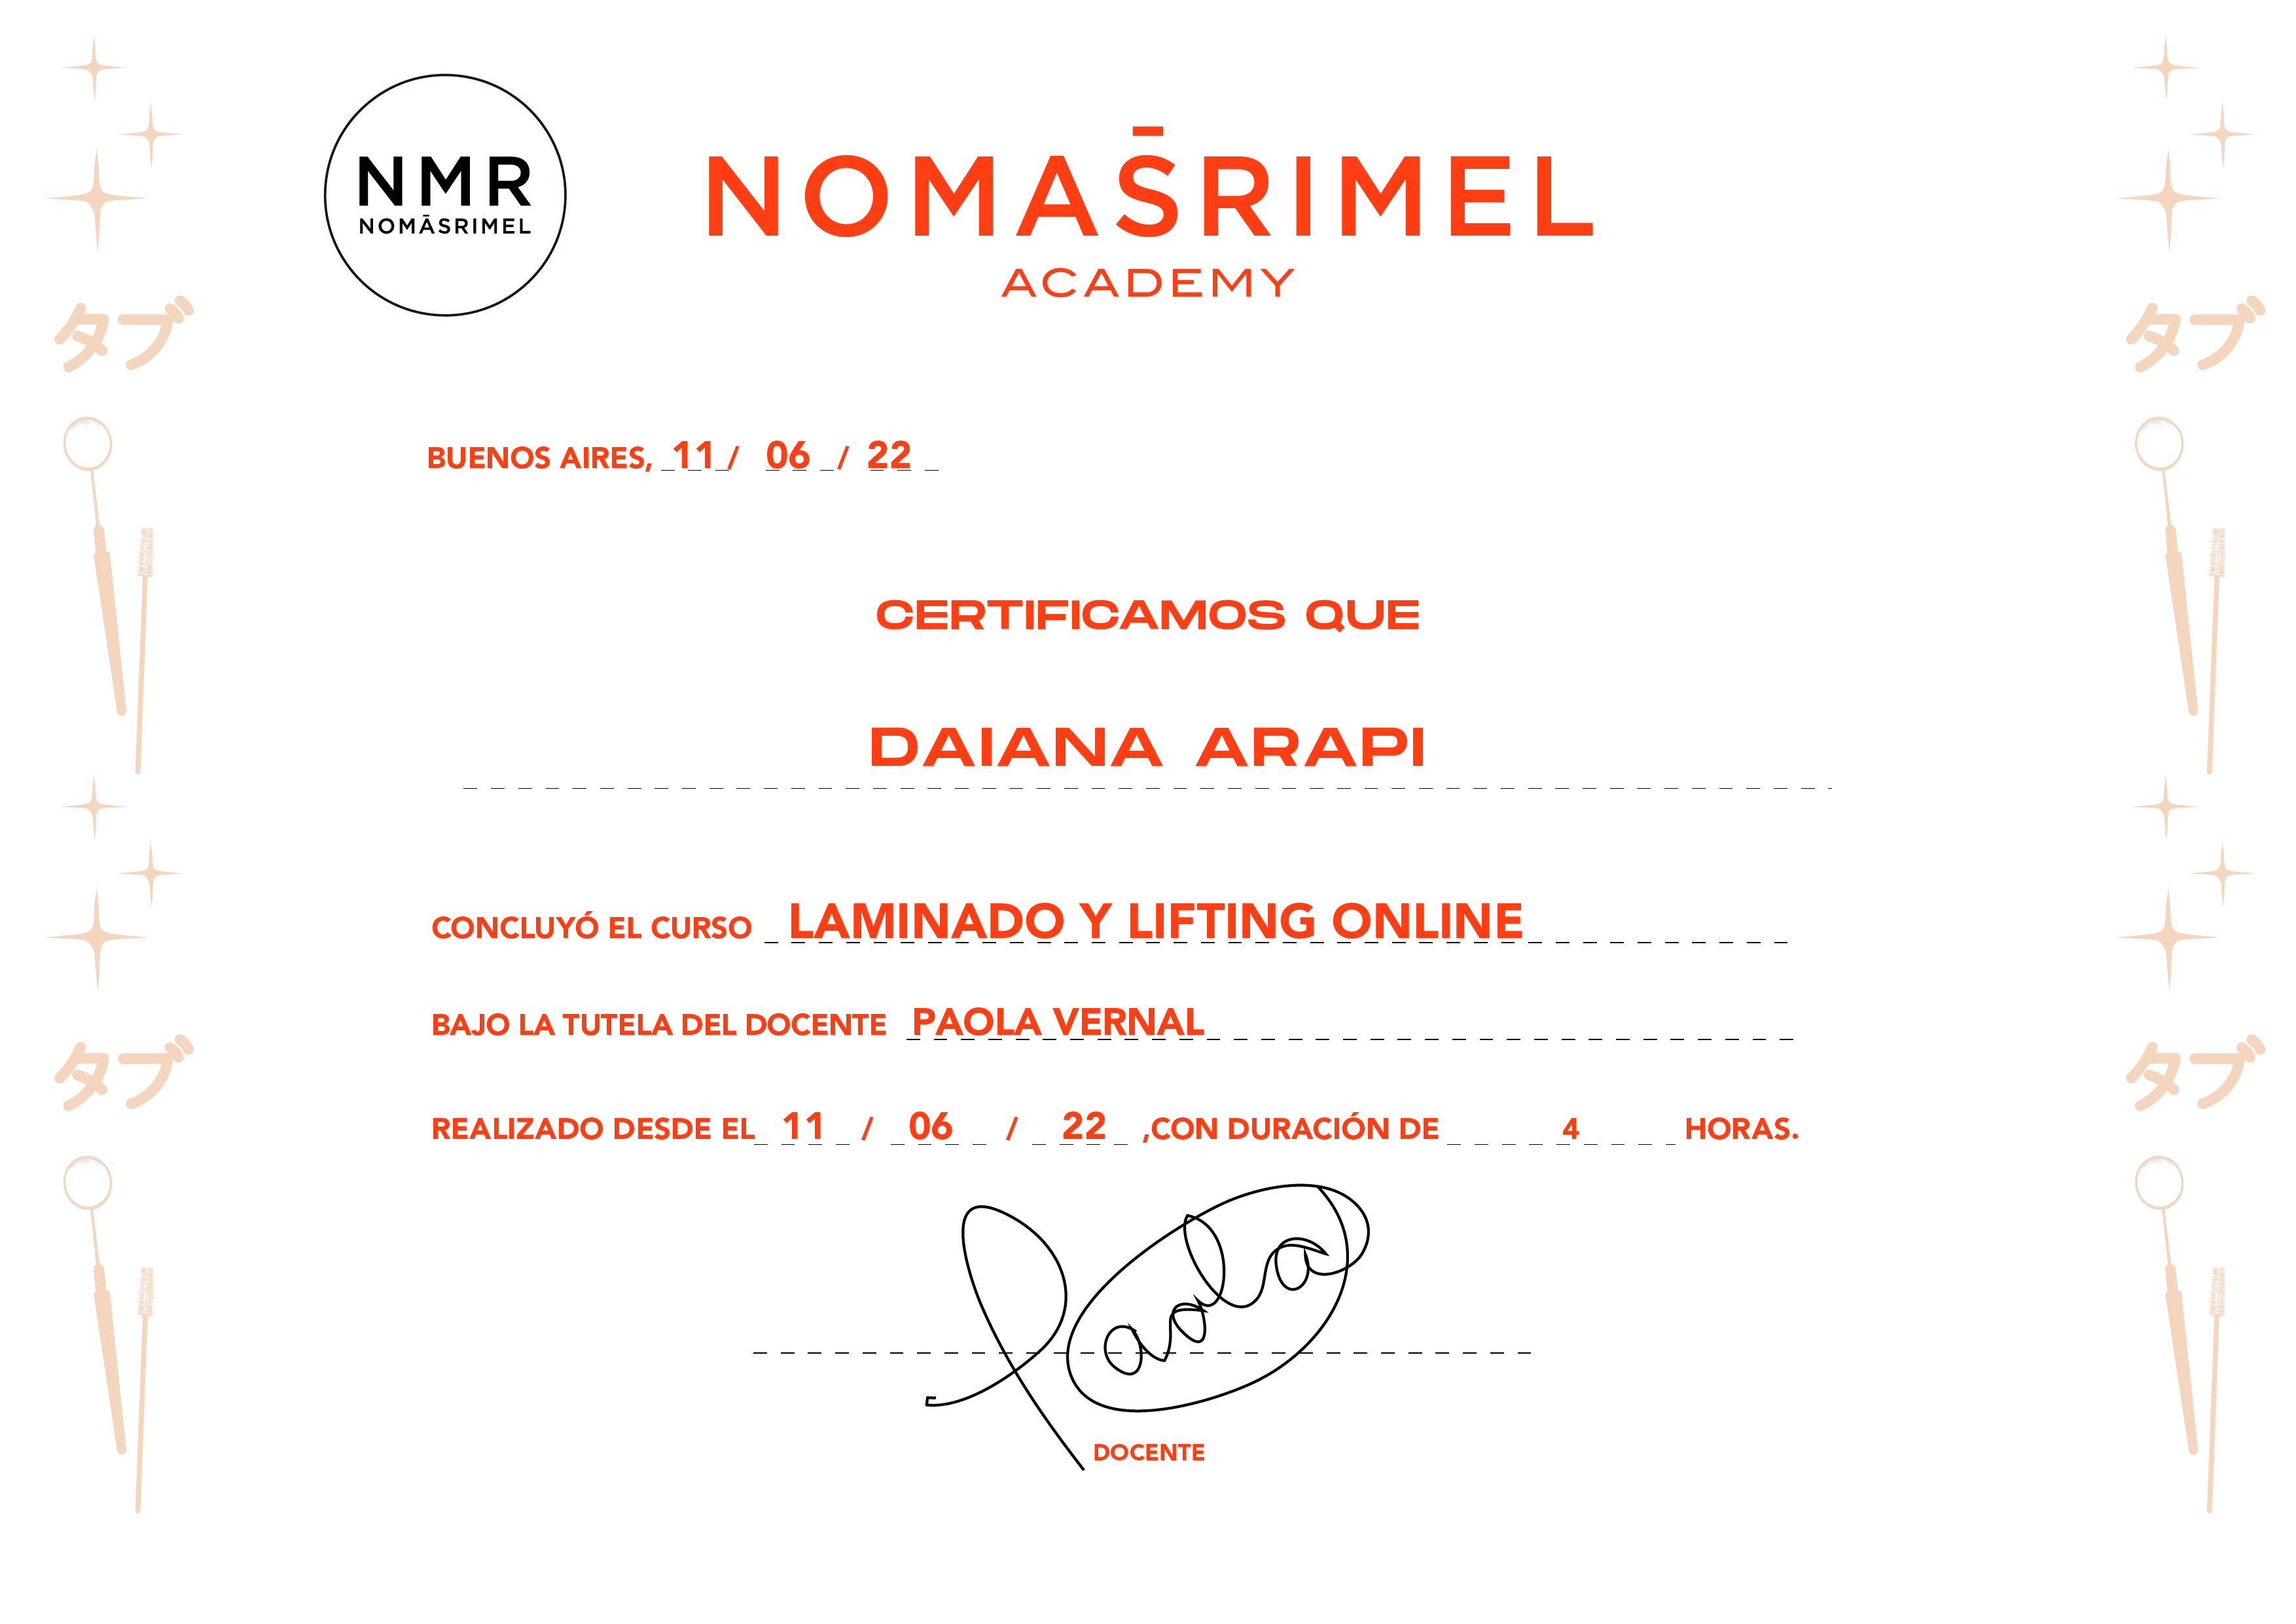 NMR
NOMĀSRIMEL
NOMAS̄RIMEL
ACADEMY
タブ
タブ
BUENOS AIRES, 11 / 06 / 22
CERTIFICAMOS QUE
DAIANA ARAPI
CONCLUYÓ EL CURSO LAMINADO Y LIFTING ONLINE
BAJO LA TUTELA DEL DOCENTE PAOLA VERNAL
タブ
タブ
REALIZADO DESDE EL 11 / 06 / 22 ,CON DURACIÓN DE 4 HORAS.
Paola
DOCENTE